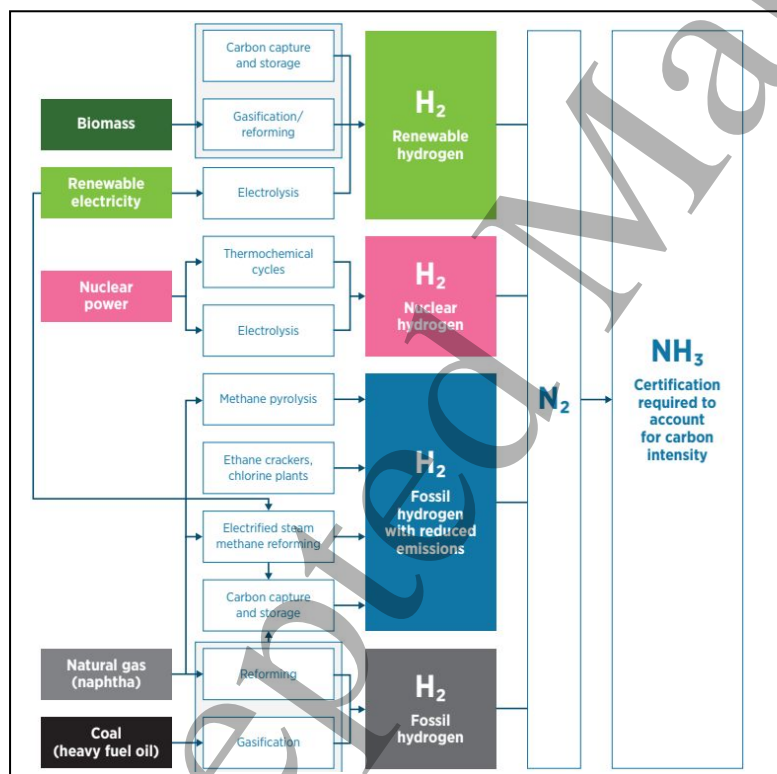 Carbon capture
and storage
Biomass
Gasification/
reforming
H2
Renewable
hydrogen
Renewable
electricity
Electrolysis
Nuclear
power
Thermochemical
cycles
Electrolysis
H2
Nuclear
hydrogen
Methane pyrolysis
Ethane crackers,
chlorine plants
Electrified steam
methane reforming
Carbon capture
and storage
H2
Fossil
hydrogen
with reduced
emissions
Natural gas
(naphtha)
Reforming
Coal
(heavy fuel oil)
Gasification
H2
Fossil
hydrogen
N2
NH3
Certification
required to
account
for carbon
intensity
epted Ma